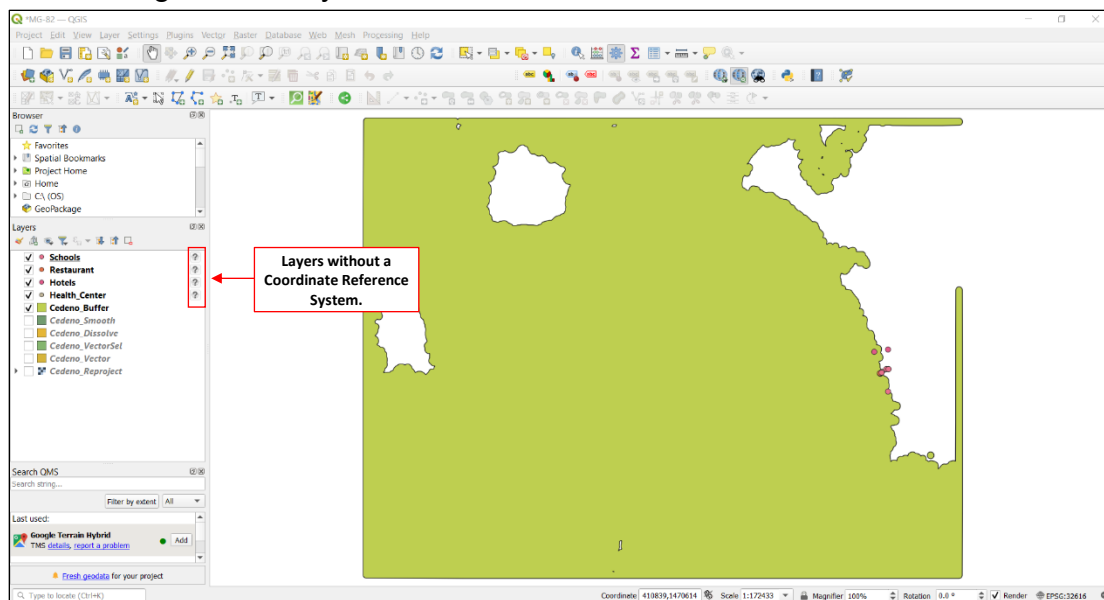 *MG-82 — QGIS
Project Edit View Layer Settings Plugins Vector Raster Database Web Mesh Processing Help
Browser
Favorites
Spatial Bookmarks
Project Home
Home
C:\ (OS)
GeoPackage
Layers
Schools
Restaurant
Hotels
Health_Center
Cedeno_Buffer
Cedeno_Smooth
Cedeno_Dissolve
Cedeno_VectorSel
Cedeno_Vector
Cedeno_Reproject
?
?
?
?
Layers without a
Coordinate Reference
System.
Search QMS
Search string...
Filter by extent All
Last used:
Google Terrain Hybrid
TMS details, report a problem
Add
Fresh geodata for your project
Type to locate (Ctrl+K)
Coordinate 410839,1470614 Scale 1:172433 Magnifier 100% Rotation 0.0 ° Render EPSG:32616